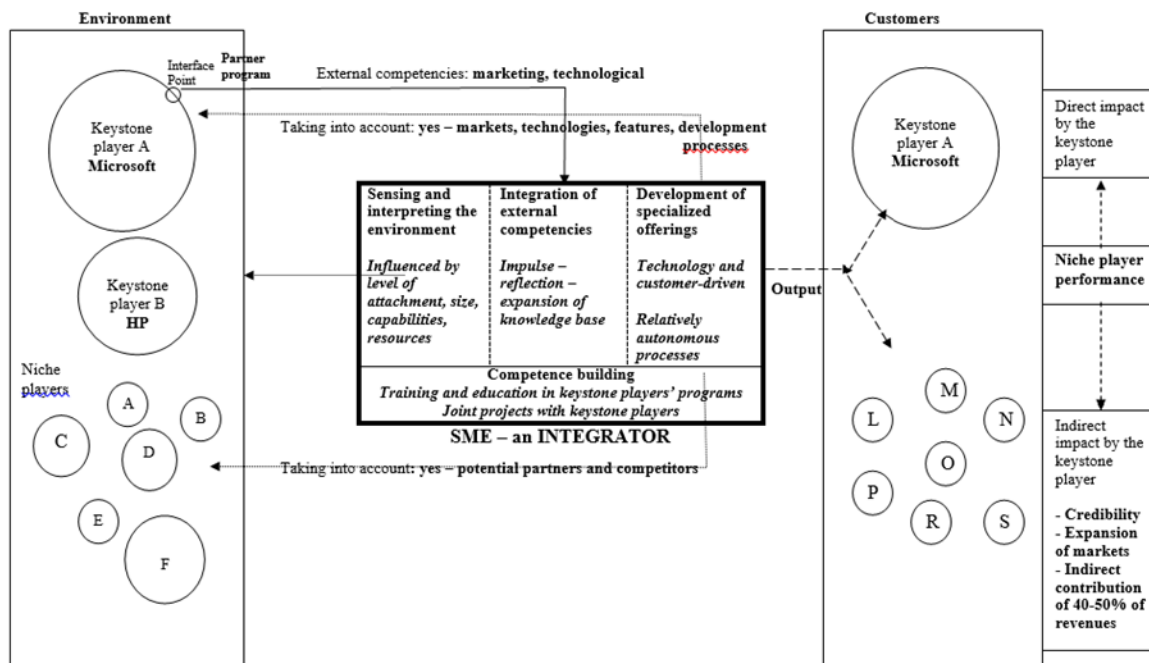 Environment
Customers
Interface
Point
Partner
program
External competencies: marketing, technological
Keystone
player A
Microsoft
Taking into account: yes – markets, technologies, features, development
processes
Keystone
player B
HP
Niche
players
A
B
C
D
E
F
Sensing and
interpreting the
environment
Influenced by
level of
attachment, size,
capabilities,
resources
Integration of
external
competencies
Impulse –
reflection –
expansion of
knowledge base
Development of
specialized
offerings
Technology and
customer-driven
Relatively
autonomous
processes
Competence building
Training and education in keystone players' programs
Joint projects with keystone players
SME – an INTEGRATOR
Taking into account: yes – potential partners and competitors
Output
Keystone
player A
Microsoft
M
L
N
O
P
R
S
Direct impact
by the
keystone
player
Niche player
performance
Indirect
impact by the
keystone
player
- Credibility
- Expansion
of markets
- Indirect
contribution
of 40-50% of
revenues